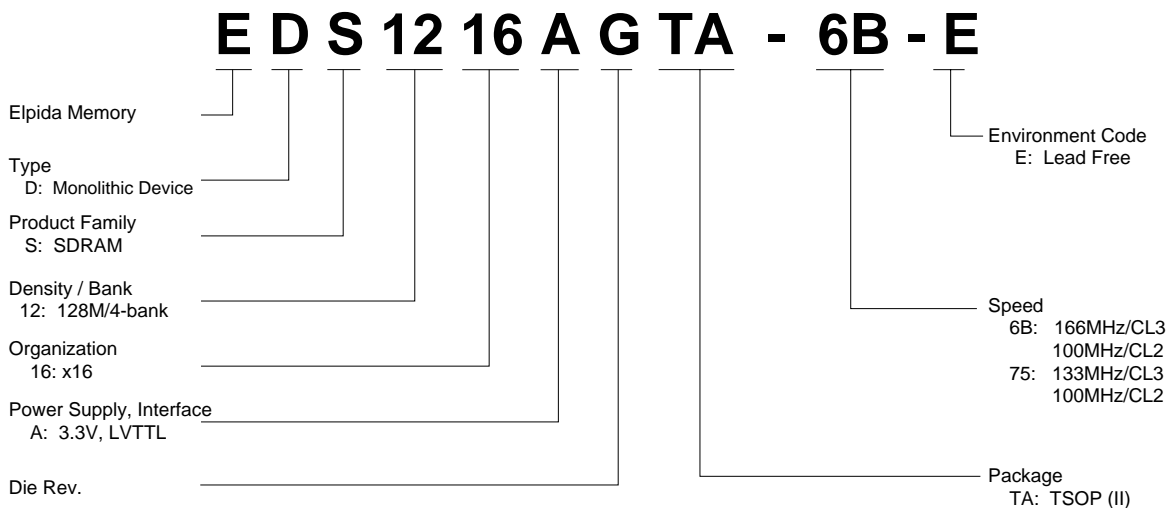 E D S 12 16 A G TA - 6B - E
Elpida Memory
Type
D: Monolithic Device
Product Family
S: SDRAM
Density / Bank
12: 128M/4-bank
Organization
16: x16
Power Supply, Interface
A: 3.3V, LVTTL
Die Rev.
Environment Code
E: Lead Free
Speed
6B: 166MHz/CL3
100MHz/CL2
75: 133MHz/CL3
100MHz/CL2
Package
TA: TSOP (II)